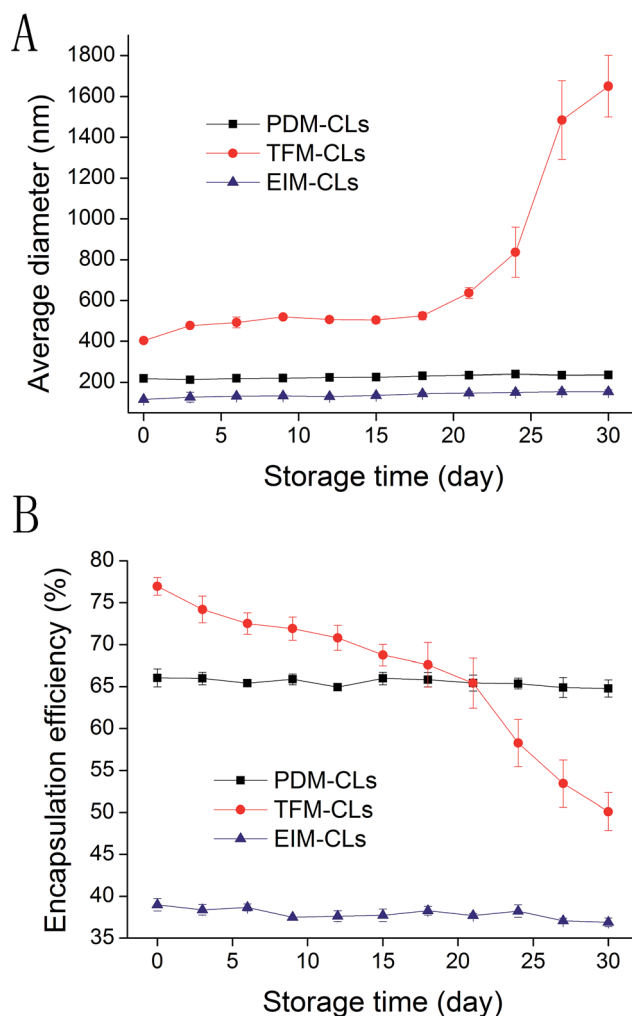 A
1800
1600
1400
1200
1000
800
600
400
200
Average diameter (nm)
PDM-CLs
TFM-CLs
EIM-CLs
0 5 10 15 20 25 30
Storage time (day)
B
80
75
70
65
60
55
50
45
40
35
Encapsulation efficiency (%)
PDM-CLs
TFM-CLs
EIM-CLs
0 5 10 15 20 25 30
Storage time (day)